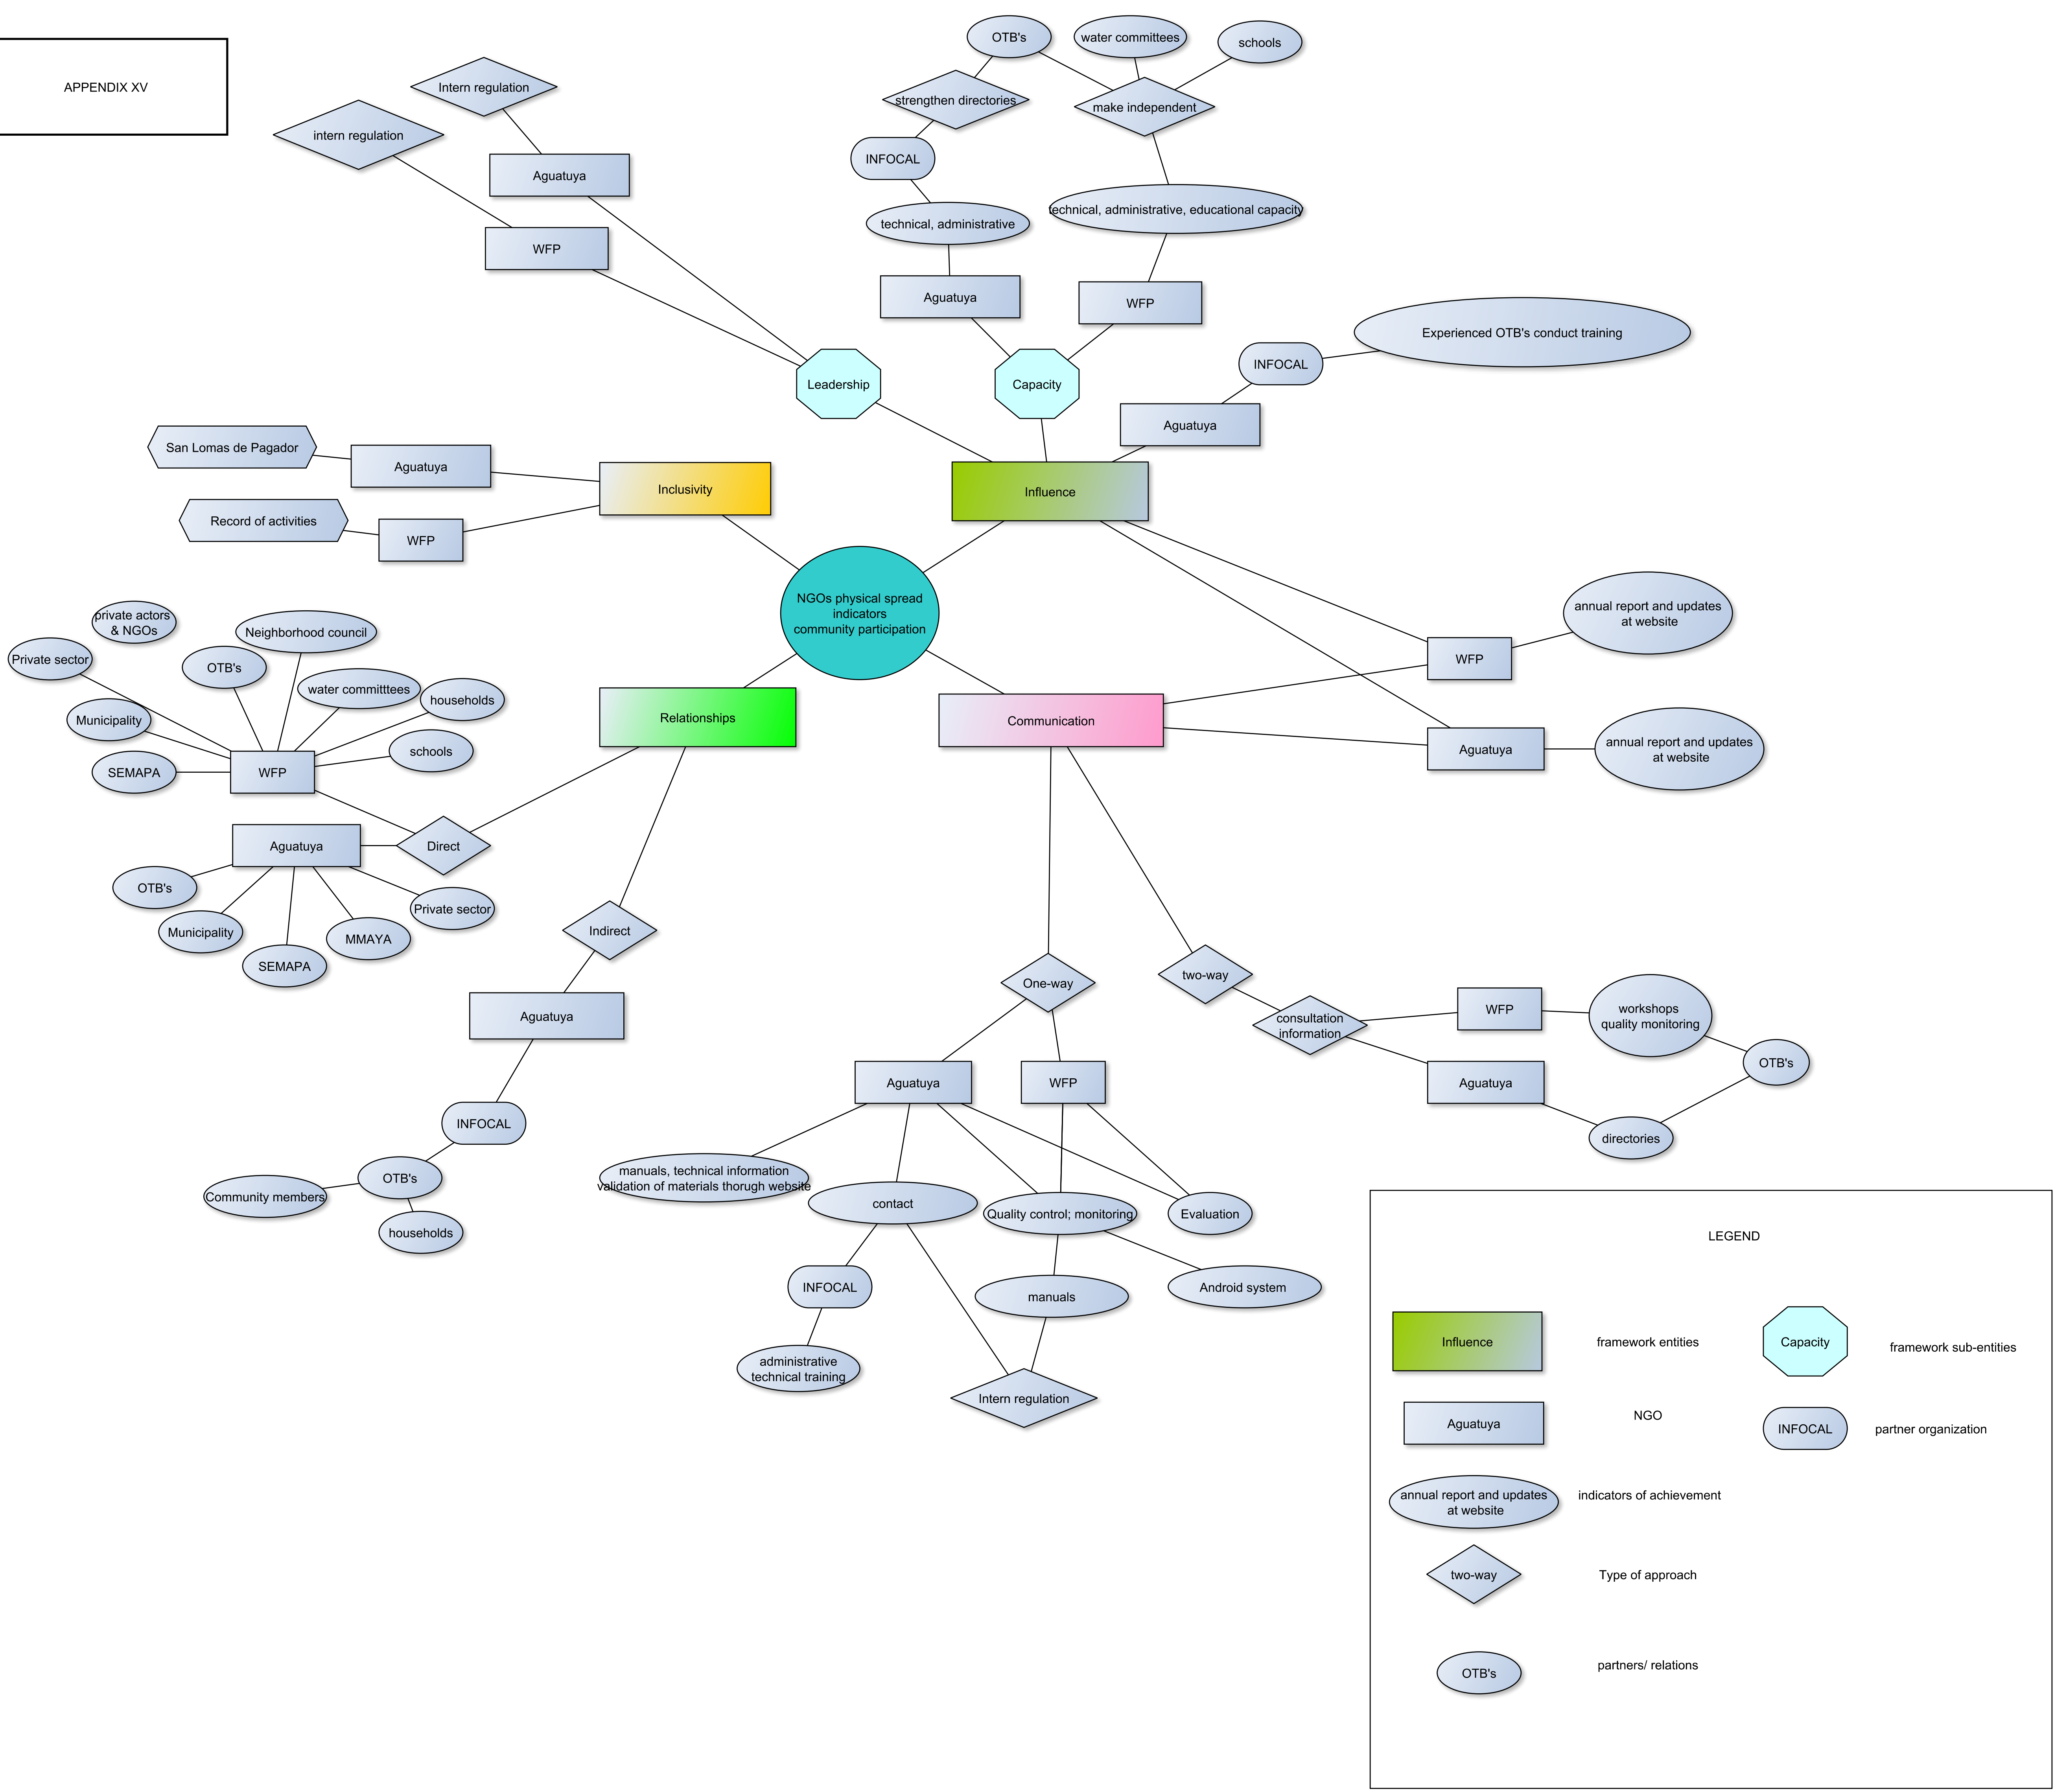 APPENDIX XV
Intern regulation
intern regulation
Aguatuya
WFP
OTB's
water committees
schools
strengthen directories
make independent
INFOCAL
technical, administrative
technical, administrative, educational capacity
Aguatuya
WFP
Leadership
Capacity
INFOCAL
Experienced OTB's conduct training
Aguatuya
San Lomas de Pagador
Aguatuya
Inclusivity
Influence
Record of activities
WFP
NGOs physical spread
indicators
community participation
private actors
& NGOs
Private sector
OTB's
Neighborhood council
water committtees
households
Municipality
schools
SEMAPA
WFP
Relationships
Communication
WFP
annual report and updates
at website
Aguatuya
annual report and updates
at website
Aguatuya
Direct
OTB's
Municipality
SEMAPA
MMAYA
Private sector
Indirect
Aguatuya
INFOCAL
OTB's
Community members
households
One-way
two-way
consultation
information
WFP
workshops
quality monitoring
OTB's
Aguatuya
directories
Aguatuya
WFP
manuals, technical information
validation of materials thorugh website
contact
Quality control; monitoring
Evaluation
INFOCAL
manuals
Android system
administrative
technical training
Intern regulation
LEGEND
Influence
framework entities
Capacity
framework sub-entities
Aguatuya
NGO
INFOCAL
partner organization
annual report and updates
at website
indicators of achievement
two-way
Type of approach
OTB's
partners/ relations